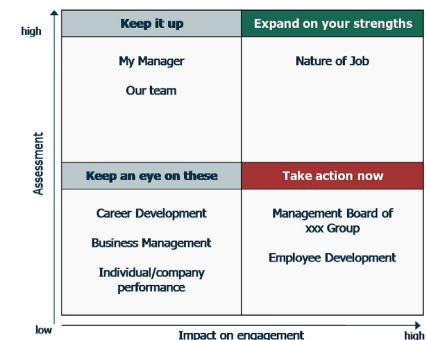 high
Keep it up
Expand on your strengths
My Manager
Our team
Nature of Job
Assessment
Keep an eye on these
Take action now
Career Development
Business Management
Individual/company
performance
Management Board of
xxx Group
Employee Development
low
Impact on engagement
high